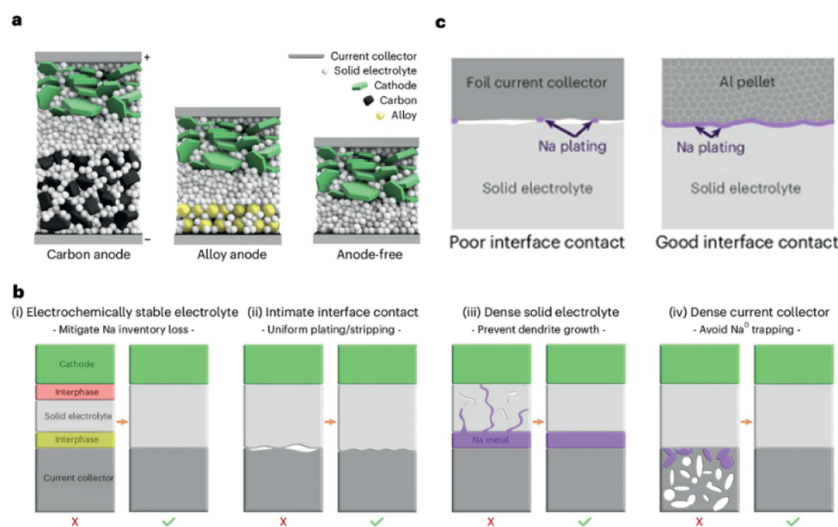 a
+
Current collector
Solid electrolyte
Cathode
Carbon
Alloy
−
Carbon anode
Alloy anode
Anode-free
c
Foil current collector
Al pellet
Na plating
Na plating
Solid electrolyte
Solid electrolyte
Poor interface contact
Good interface contact
b
(i) Electrochemically stable electrolyte
- Mitigate Na inventory loss -
(ii) Intimate interface contact
- Uniform plating/stripping -
(iii) Dense solid electrolyte
- Prevent dendrite growth -
(iv) Dense current collector
- Avoid Na⁰ trapping -
Cathode
Interphase
Solid electrolyte
Interphase
Current collector
Na metal
X ✓ X ✓ X ✓ X ✓